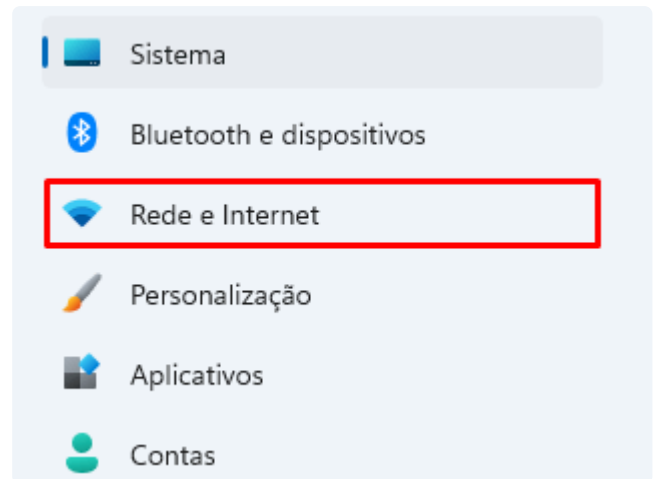 Sistema
Bluetooth e dispositivos
Rede e Internet
Personalização
Aplicativos
Contas